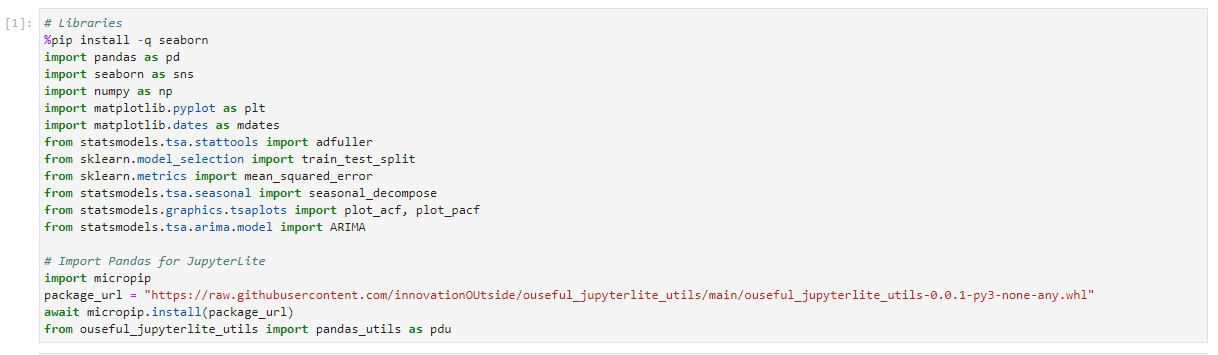 [1]:
# Libraries
%pip install -q seaborn
import pandas as pd
import seaborn as sns
import numpy as np
import matplotlib.pyplot as plt
import matplotlib.dates as mdates
from statsmodels.tsa.stattools import adfuller
from sklearn.model_selection import train_test_split
from sklearn.metrics import mean_squared_error
from statsmodels.tsa.seasonal import seasonal_decompose
from statsmodels.graphics.tsaplots import plot_acf, plot_pacf
from statsmodels.tsa.arima.model import ARIMA
# Import Pandas for JupyterLite
import micropip
package_url = "https://raw.githubusercontent.com/innovationOUtside/ouseful_jupyterlite_utils/main/ouseful_jupyterlite_utils-0.0.1-py3-none-any.whl"
await micropip.install(package_url)
from ouseful_jupyterlite_utils import pandas_utils as pdu